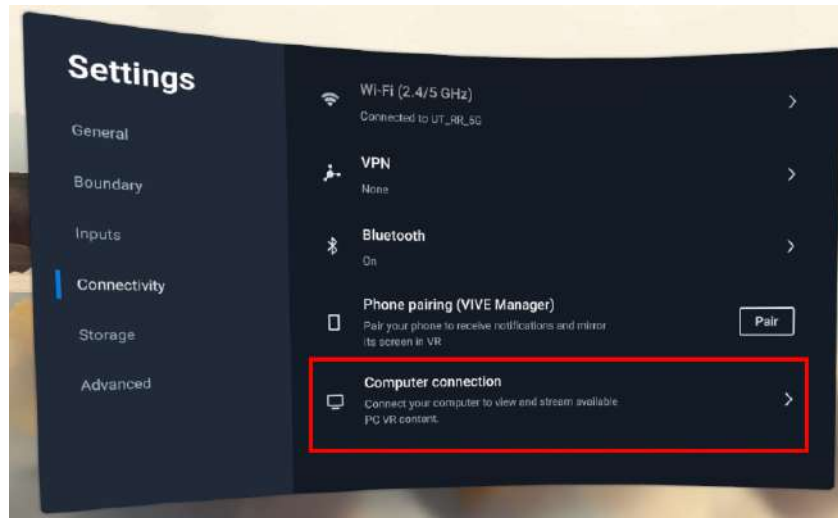 Settings
General
Boundary
Inputs
Connectivity
Storage
Advanced
Wi-Fi (2.4/5 GHz)
Connected to UT_RR_5G
VPN
None
Bluetooth
On
Phone pairing (VIVE Manager)
Pair your phone to receive notifications and mirror
its screen in VR
Pair
Computer connection
Connect your computer to view and stream available
PC VR content.